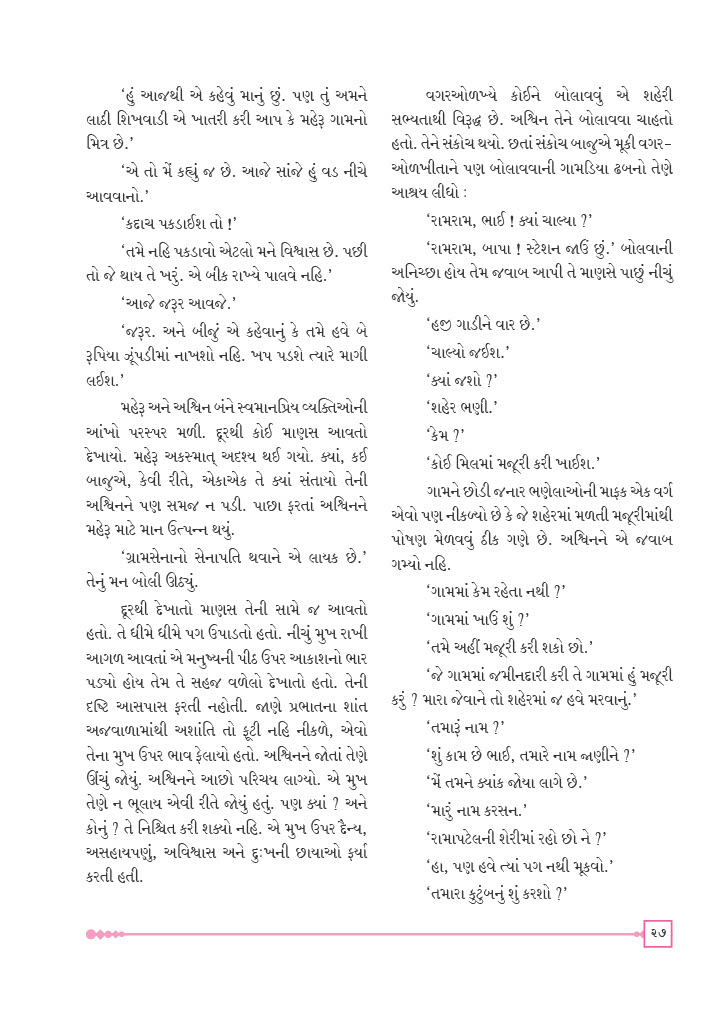 ‘હું આજથી એ કહેવું માનું છું. પણ તું અમને
લાઠી શિખવાડી એ ખાતરી કરી આપ કે મહેરૂ ગામનો
મિત્ર છે.’
‘એ તો મેં કહ્યું જ છે. આજે સાંજે હું વડ નીચે
આવવાનો.’
‘કદાચ પકડાઈશ તો !’
‘તમે નહિ પકડાવો એટલો મને વિશ્વાસ છે. પછી
તો જે થાય તે ખરું. એ બીક રાખ્યે પાલવે નહિ.’
‘આજે જરૂર આવજે.’
‘જરૂર. અને બીજું એ કહેવાનું કે તમે હવે બે
રૂપિયા ઝૂંપડીમાં નાખશો નહિ. ખપ પડશે ત્યારે માગી
લઈશ.’
મહેરૂ અને અશ્વિન બંને સ્વમાનપ્રિય વ્યક્તિઓની
આંખો પરસ્પર મળી. દૂરથી કોઈ માણસ આવતો
દેખાયો. મહેરૂ અકસ્માત્ અદશ્ય થઈ ગયો. ક્યાં, કઈ
બાજુએ, કેવી રીતે, એકાએક તે ક્યાં સંતાયો તેની
અશ્વિનને પણ સમજ ન પડી. પાછા ફરતાં અશ્વિનને
મહેરૂ માટે માન ઉત્પન્ન થયું.
‘ગ્રામસેનાનો સેનાપતિ થવાને એ લાયક છે.’
તેનું મન બોલી ઊઠ્યું.
દૂરથી દેખાતો માણસ તેની સામે જ આવતો
હતો. તે ધીમે ધીમે પગ ઉપાડતો હતો. નીચું મુખ રાખી
આગળ આવતાં એ મનુષ્યની પીઠ ઉપર આકાશનો ભાર
પડ્યો હોય તેમ તે સહજ વળેલો દેખાતો હતો. તેની
દષ્ટિ આસપાસ ફરતી નહોતી. જાણે પ્રભાતના શાંત
અજવાળામાંથી અશાંતિ તો ફૂટી નહિ નીકળે, એવો
તેના મુખ ઉપર ભાવ ફેલાયો હતો. અશ્વિનને જોતાં તેણે
ઊંચું જોયું. અશ્વિનને આછો પરિચય લાગ્યો. એ મુખ
તેણે ન ભૂલાય એવી રીતે જોયું હતું. પણ ક્યાં ? અને
કોનું ? તે નિશ્ચિત કરી શક્યો નહિ. એ મુખ ઉપર દૈન્ય,
અસહાયપણું, અવિશ્વાસ અને દુઃખની છાયાઓ ફર્યા
કરતી હતી.
વગરઓળખ્યે કોઈને બોલાવવું એ શહેરી
સભ્યતાથી વિરૂદ્ધ છે. અશ્વિન તેને બોલાવવા ચાહતો
હતો. તેને સંકોચ થયો. છતાં સંકોચ બાજુએ મૂકી વગર-
ઓળખીતાને પણ બોલાવવાની ગામડિયા ઢબનો તેણે
આશ્રય લીધો :
‘રામરામ, ભાઈ ! ક્યાં ચાલ્યા ?’
‘રામરામ, બાપા ! સ્ટેશન જાઉં છું.’ બોલવાની
અનિચ્છા હોય તેમ જવાબ આપી તે માણસે પાછું નીચું
જોયું.
‘હજી ગાડીને વાર છે.’
‘ચાલ્યો જઈશ.’
‘ક્યાં જશો ?’
‘શહેર ભણી.’
‘કેમ ?’
‘કોઈ મિલમાં મજૂરી કરી ખાઈશ.’
ગામને છોડી જનાર ભણેલાઓની માફક એક વર્ગ
એવો પણ નીકળ્યો છે કે જે શહેરમાં મળતી મજૂરીમાંથી
પોષણ મેળવવું ઠીક ગણે છે. અશ્વિનને એ જવાબ
ગમ્યો નહિ.
‘ગામમાં કેમ રહેતા નથી ?’
‘ગામમાં ખાઉં શું ?’
‘તમે અહીં મજૂરી કરી શકો છો.’
‘જે ગામમાં જમીનદારી કરી તે ગામમાં હું મજૂરી
કરું ? મારા જેવાને તો શહેરમાં જ હવે મરવાનું.’
‘તમારૂં નામ ?’
‘શું કામ છે ભાઈ, તમારે નામ જાણીને ?’
‘મેં તમને ક્યાંક જોયા લાગે છે.’
‘મારું નામ કરસન.’
‘રામાપટેલની શેરીમાં રહો છો ને ?’
‘હા, પણ હવે ત્યાં પગ નથી મૂકવો.’
‘તમારા કુટુંબનું શું કરશો ?’
૨૭